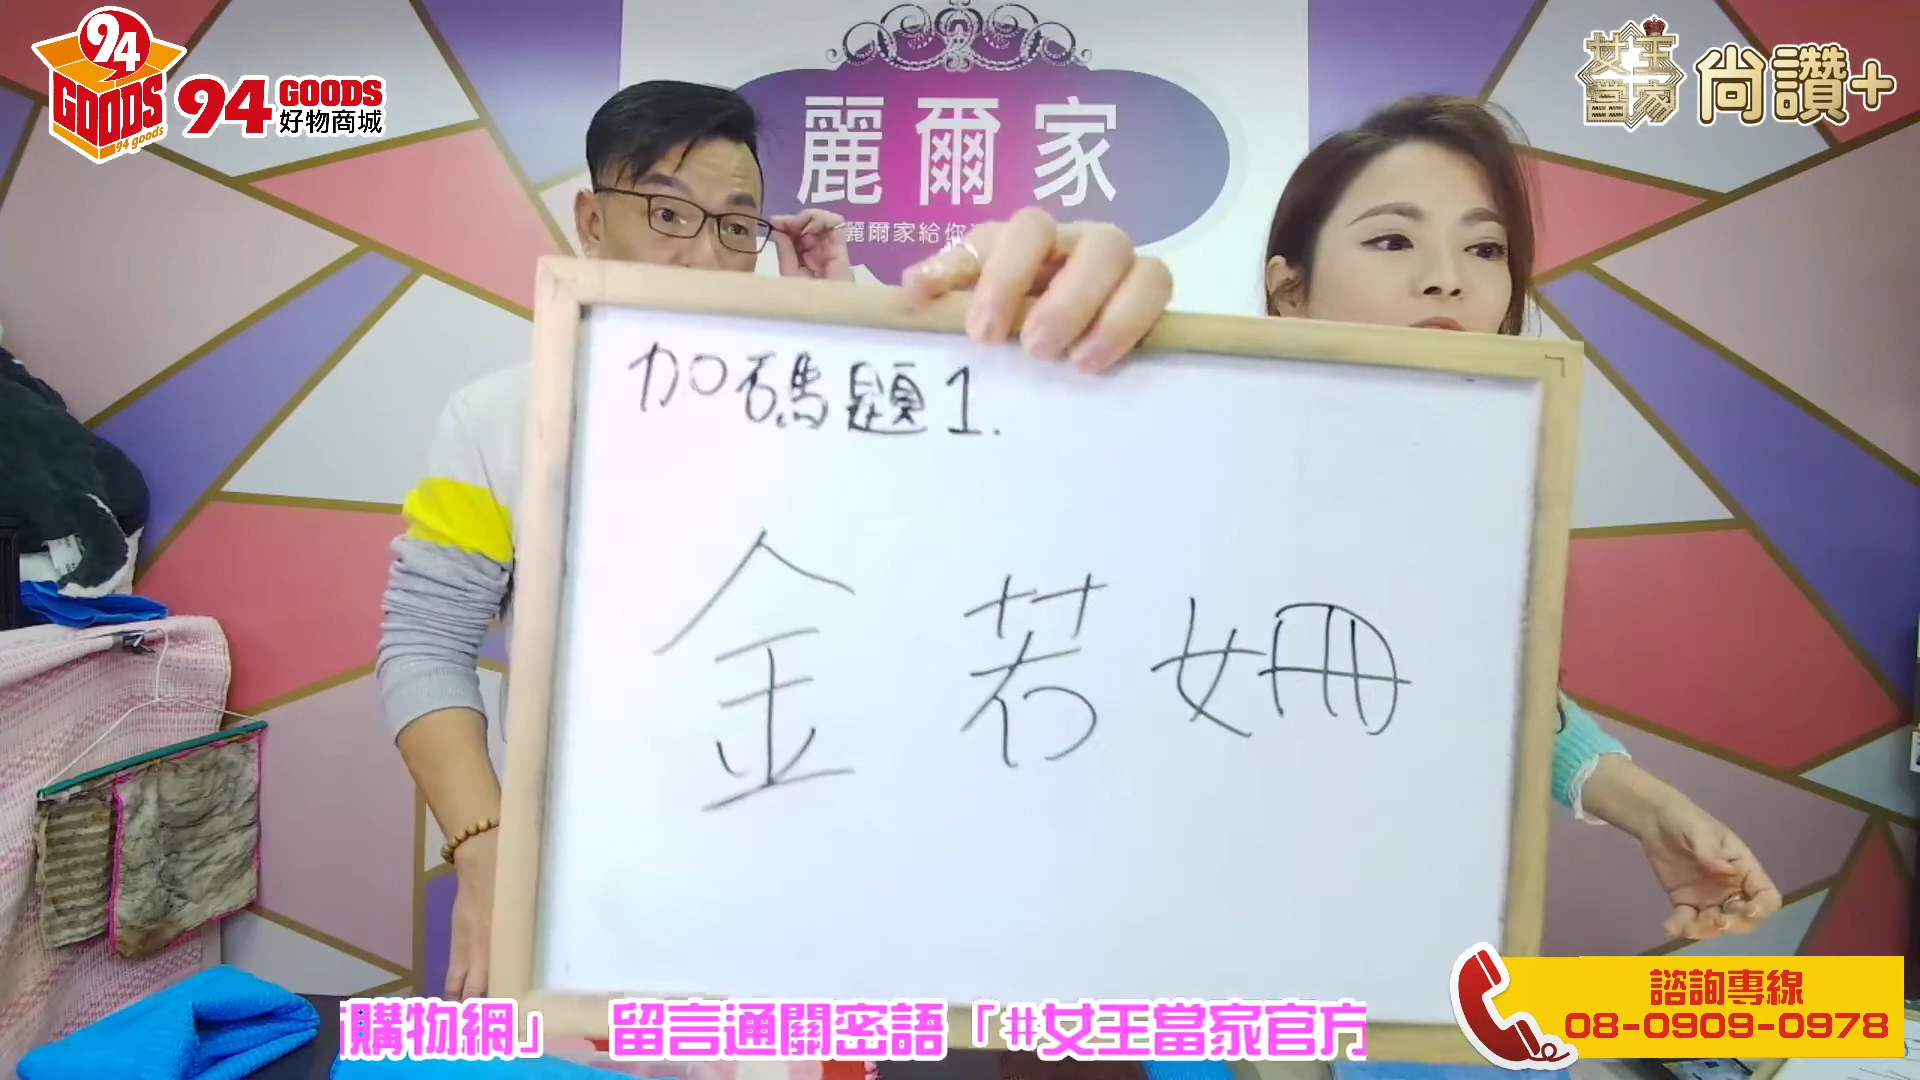 94
GOODS
94 goods
94 GOODS
好物商城
女王當家
尚讚+
麗爾家
麗爾家給你
加碼題1.
金若姍
購物網」 留言通關密語「#女王當家官方
諮詢專線
08-0909-0978